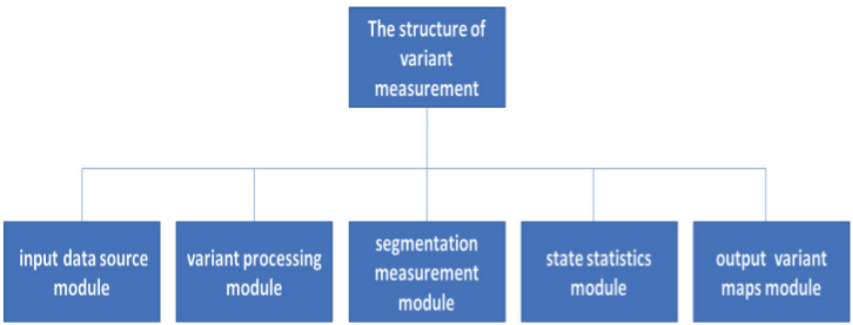 The structure of
variant
measurement
input data source
module
variant processing
module
segmentation
measurement
module
state statistics
module
output variant
maps module